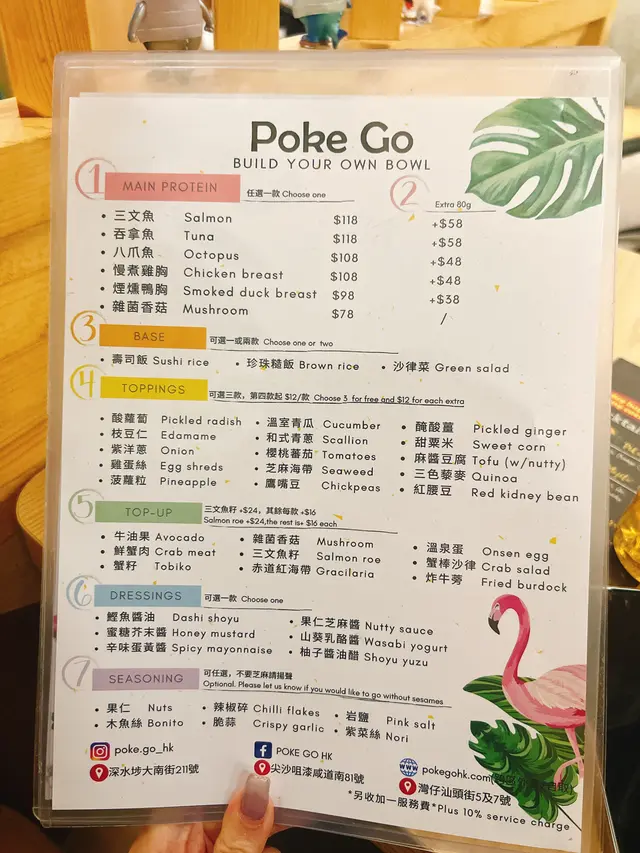 Poke Go
BUILD YOUR OWN BOWL
1 MAIN PROTEIN 任選一款 Choose one 2 Extra 80g
• 三文魚 Salmon $118 +$58
• 吞拿魚 Tuna $118 +$58
• 八爪魚 Octopus $108 +$48
• 慢煮雞胸 Chicken breast $108 +$48
• 煙燻鴨胸 Smoked duck breast $98 +$38
• 雜菌香菇 Mushroom $78 /
3 BASE 可選一或兩款 Choose one or two
• 壽司飯 Sushi rice • 珍珠糙飯 Brown rice • 沙律菜 Green salad
4 TOPPINGS 可選三款，第四款起 $12/款 Choose 3 for free and $12 for each extra
• 酸蘿蔔 Pickled radish • 溫室青瓜 Cucumber • 醃酸薑 Pickled ginger
• 枝豆仁 Edamame • 和式青蔥 Scallion • 甜粟米 Sweet corn
• 紫洋蔥 Onion • 櫻桃蕃茄 Tomatoes • 麻醬豆腐 Tofu (w/nutty)
• 雞蛋絲 Egg shreds • 芝麻海帶 Seaweed • 三色藜麥 Quinoa
• 菠蘿粒 Pineapple • 鷹嘴豆 Chickpeas • 紅腰豆 Red kidney bean
5 TOP-UP 三文魚籽 +$24，其餘每款 +$16
Salmon roe +$24,the rest is+ $16 each
• 牛油果 Avocado • 雜菌香菇 Mushroom • 溫泉蛋 Onsen egg
• 鮮蟹肉 Crab meat • 三文魚籽 Salmon roe • 蟹棒沙律 Crab salad
• 蟹籽 Tobiko • 赤道紅海帶 Gracilaria • 炸牛蒡 Fried burdock
6 DRESSINGS 可選一款 Choose one
• 鰹魚醬油 Dashi shoyu • 果仁芝麻醬 Nutty sauce
• 蜜糖芥末醬 Honey mustard • 山葵乳酪醬 Wasabi yogurt
• 辛味蛋黃醬 Spicy mayonnaise • 柚子醬油醋 Shoyu yuzu
7 SEASONING 可任選，不要芝麻請揚聲
Optional. Please let us know if you would like to go without sesames
• 果仁 Nuts • 辣椒碎 Chilli flakes • 岩鹽 Pink salt
• 木魚絲 Bonito • 脆蒜 Crispy garlic • 紫菜絲 Nori
poke.go_hk POKE GO HK pokegohk.com
深水埗大南街211號 尖沙咀漆咸道南81號 灣仔汕頭街5及7號
*另收加一服務費*Plus 10% service charge